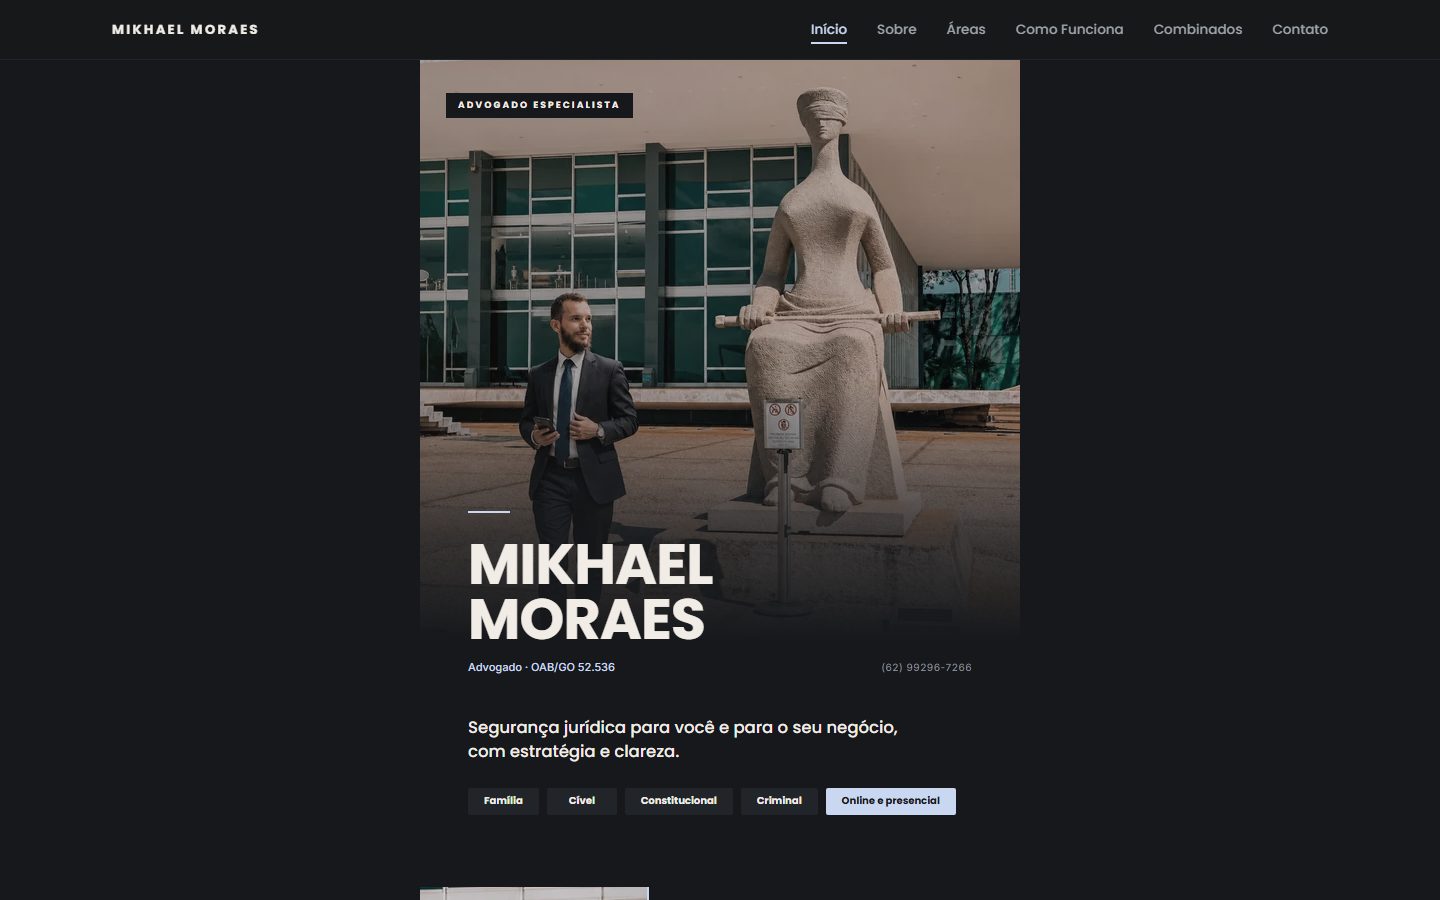 MIKHAEL MORAES
Início
Sobre
Áreas
Como Funciona
Combinados
Contato
ADVOGADO ESPECIALISTA
MIKHAEL
MORAES
Advogado · OAB/GO 52.536
(62) 99296-7266
Segurança jurídica para você e para o seu negócio,
com estratégia e clareza.
Família
Cível
Constitucional
Criminal
Online e presencial